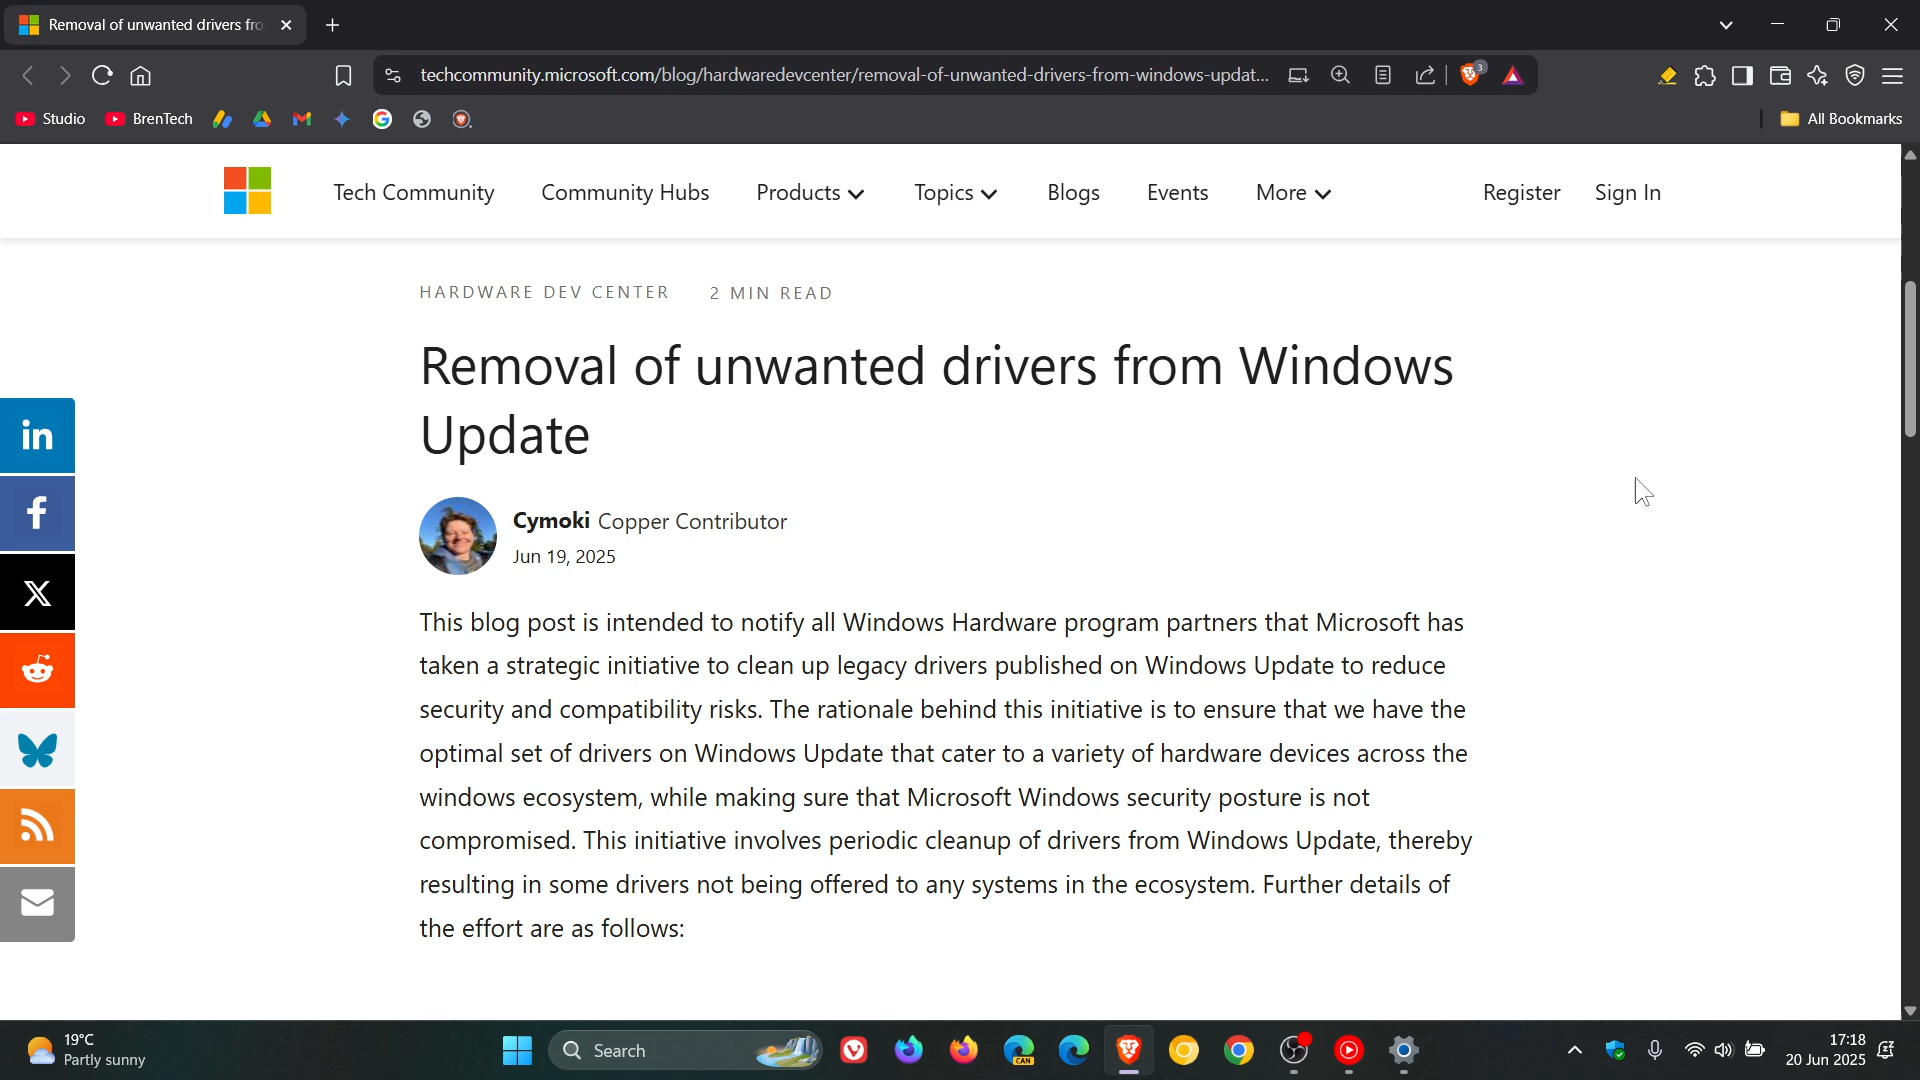 Removal of unwanted drivers fro
techcommunity.microsoft.com/blog/hardwaredevcenter/removal-of-unwanted-drivers-from-windows-updat...
3
Studio
BrenTech
All Bookmarks
Tech Community
Community Hubs
Products
Topics
Blogs
Events
More
Register
Sign In
HARDWARE DEV CENTER
2 MIN READ
Removal of unwanted drivers from Windows
Update
Cymoki Copper Contributor
Jun 19, 2025
This blog post is intended to notify all Windows Hardware program partners that Microsoft has
taken a strategic initiative to clean up legacy drivers published on Windows Update to reduce
security and compatibility risks. The rationale behind this initiative is to ensure that we have the
optimal set of drivers on Windows Update that cater to a variety of hardware devices across the
windows ecosystem, while making sure that Microsoft Windows security posture is not
compromised. This initiative involves periodic cleanup of drivers from Windows Update, thereby
resulting in some drivers not being offered to any systems in the ecosystem. Further details of
the effort are as follows:
in
19°C
Partly sunny
Search
CAN
17:18
20 Jun 2025